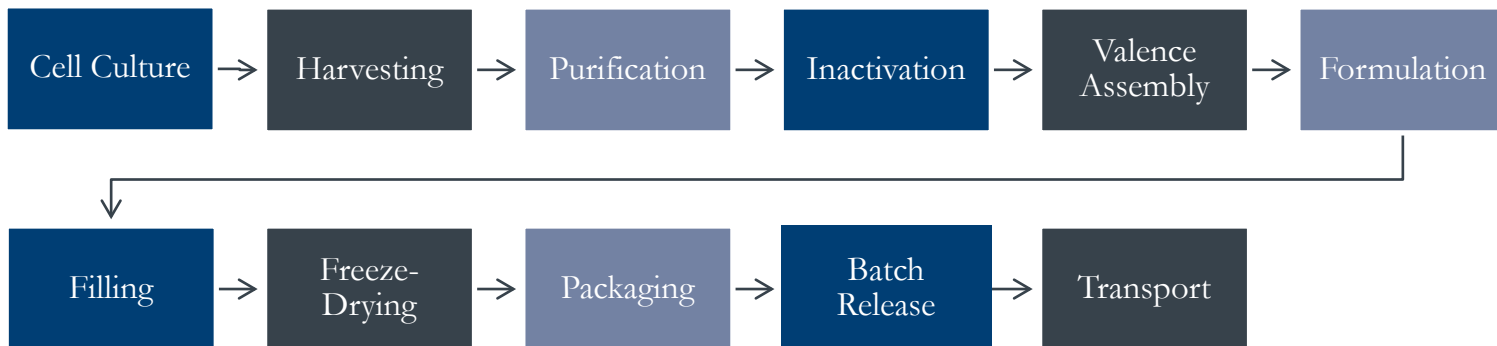 Cell Culture
Harvesting
Purification
Inactivation
Valence
Assembly
Formulation
Filling
Freeze-
Drying
Packaging
Batch
Release
Transport